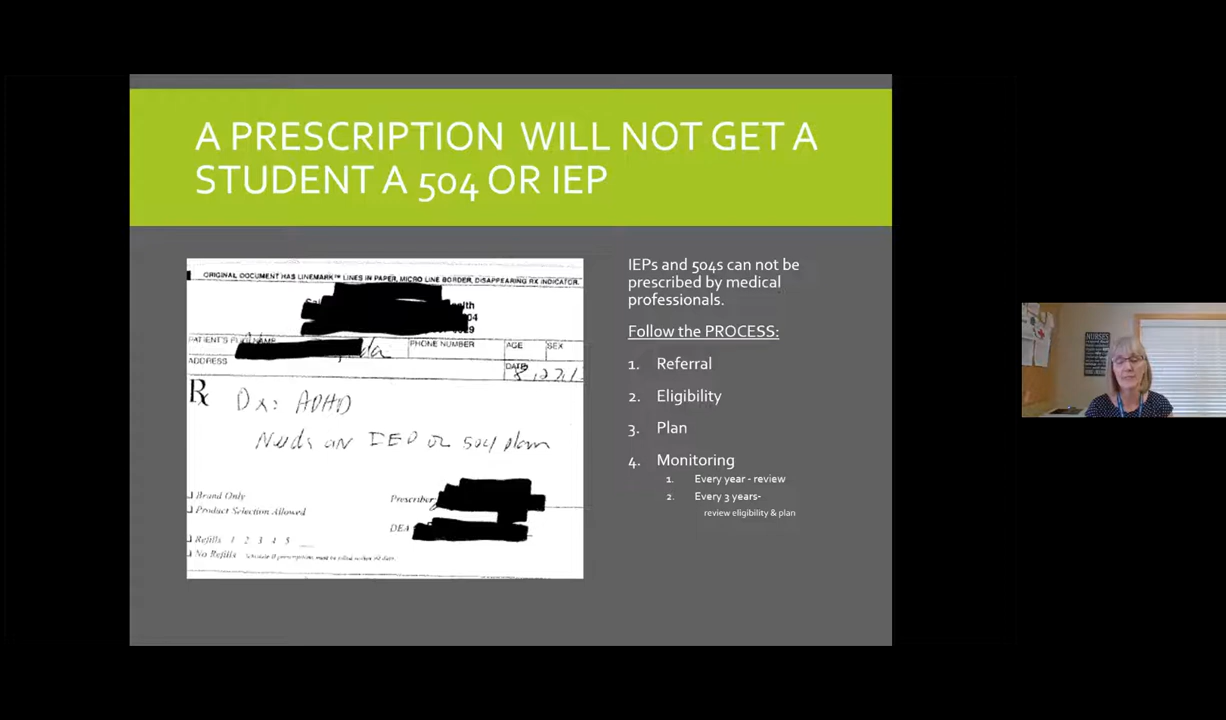 A PRESCRIPTION WILL NOT GET A
STUDENT A 504 OR IEP
ORIGINAL DOCUMENT HAS LINEMARK™ LINES IN PAPER, MICRO LINE BORDER, DISAPPEARING RX INDICATOR.
PATIENT'S FULL NAME
PHONE NUMBER
AGE
SEX
ADDRESS
DATE
Rx
Dx: ADHD
Needs an IEP or 504 plan
Brand Only
Product Selection Allowed
Refills 1 2 3 4 5
No Refills
Prescriber
DEA
IEPs and 504s can not be
prescribed by medical
professionals.
Follow the PROCESS:
1. Referral
2. Eligibility
3. Plan
4. Monitoring
1. Every year - review
2. Every 3 years-
review eligibility & plan
NURSES